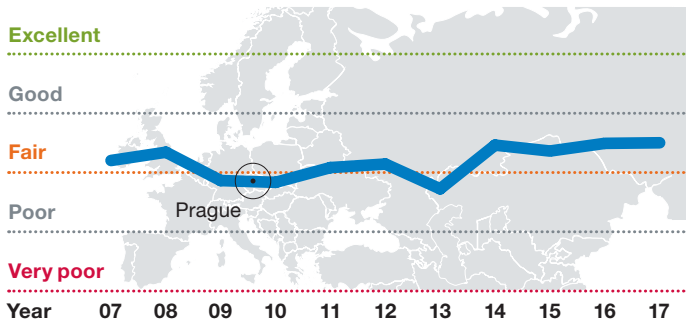 Excellent
Good
Fair
Poor
Prague
Very poor
Year 07 08 09 10 11 12 13 14 15 16 17